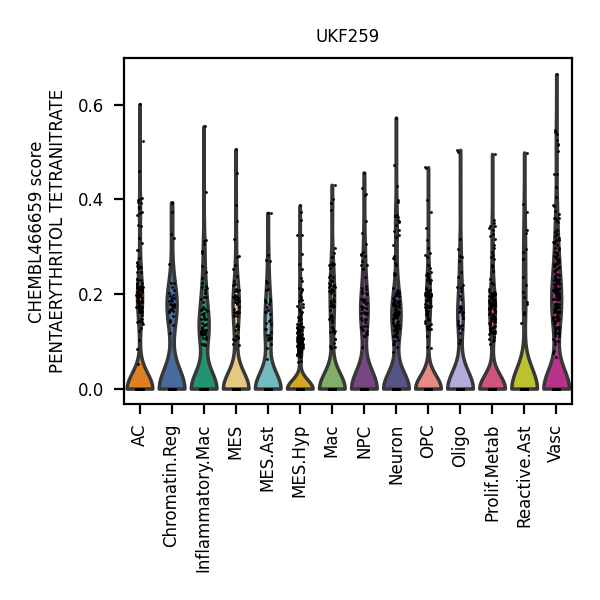 UKF259
CHEMBL466659 score
PENTAERYTHRITOL TETRANITRATE
0.6
0.4
0.2
0.0
AC
Chromatin.Reg
Inflammatory.Mac
MES
MES.Ast
MES.Hyp
Mac
NPC
Neuron
OPC
Oligo
Prolif.Metab
Reactive.Ast
Vasc